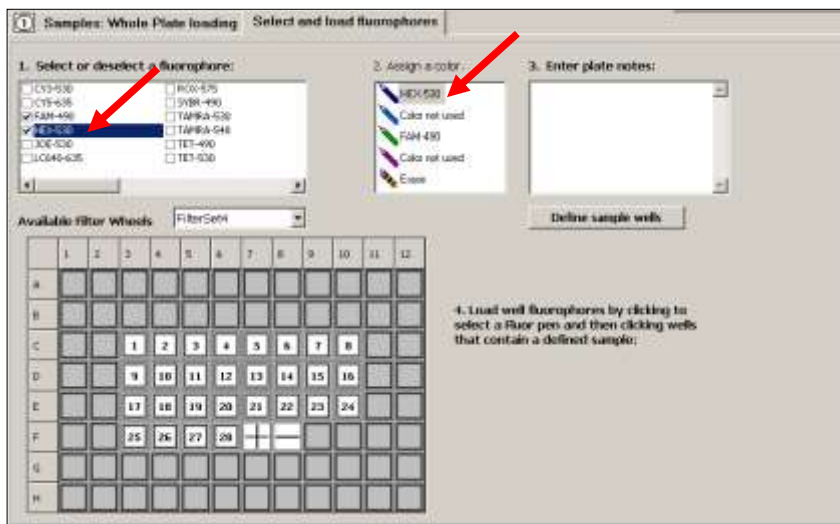 1 Samples: Whole Plate loading Select and load fluorophores
1. Select or deselect a fluorophore:
CY3-530
CY5-635
FAM-490
HEX-530
JOE-530
LC640-635
ROX-575
SYBR-490
TAMRA-530
TAMRA-540
TET-490
TET-530
2. Assign a color:
HEX-530
Color not used
FAM-490
Color not used
Erase
3. Enter plate notes:
Available Filter Wheels FilterSet4
Define sample wells
1 2 3 4 5 6 7 8 9 10 11 12
A
B
C 1 2 3 4 5 6 7 8
D 9 10 11 12 13 14 15 16
E 17 18 19 20 21 22 23 24
F 25 26 27 28 + —
G
H
4. Load well fluorophores by clicking to
select a Fluor pen and then clicking wells
that contain a defined sample: